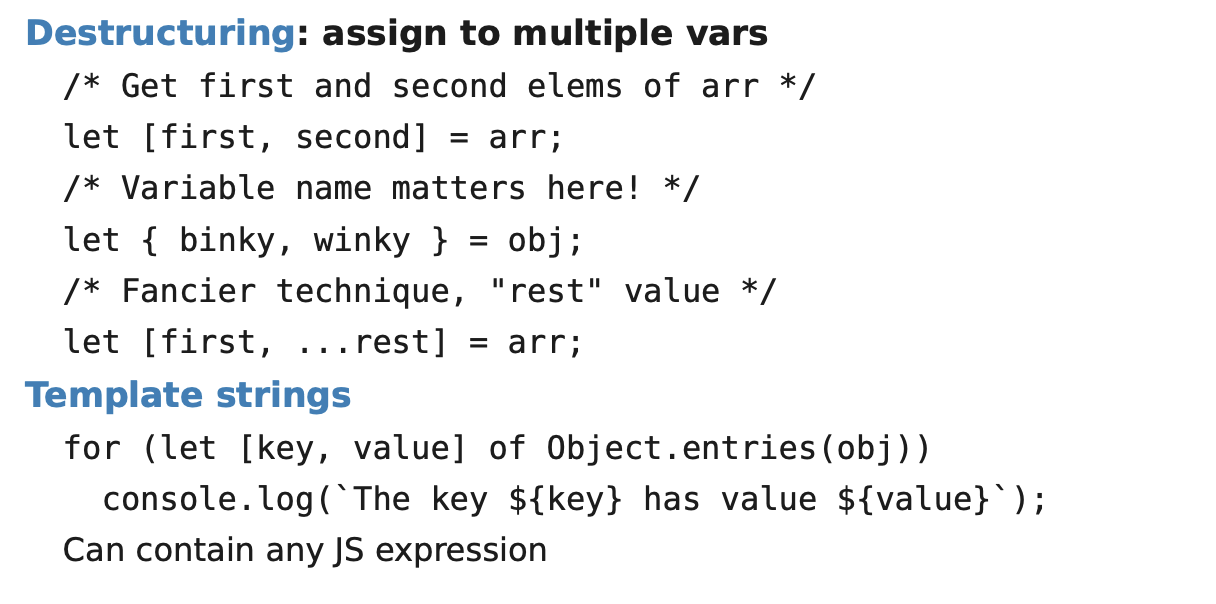 Destructuring: assign to multiple vars
/* Get first and second elems of arr */
let [first, second] = arr;
/* Variable name matters here! */
let { binky, winky } = obj;
/* Fancier technique, "rest" value */
let [first, ...rest] = arr;
Template strings
for (let [key, value] of Object.entries(obj))
  console.log(`The key ${key} has value ${value}`);
Can contain any JS expression